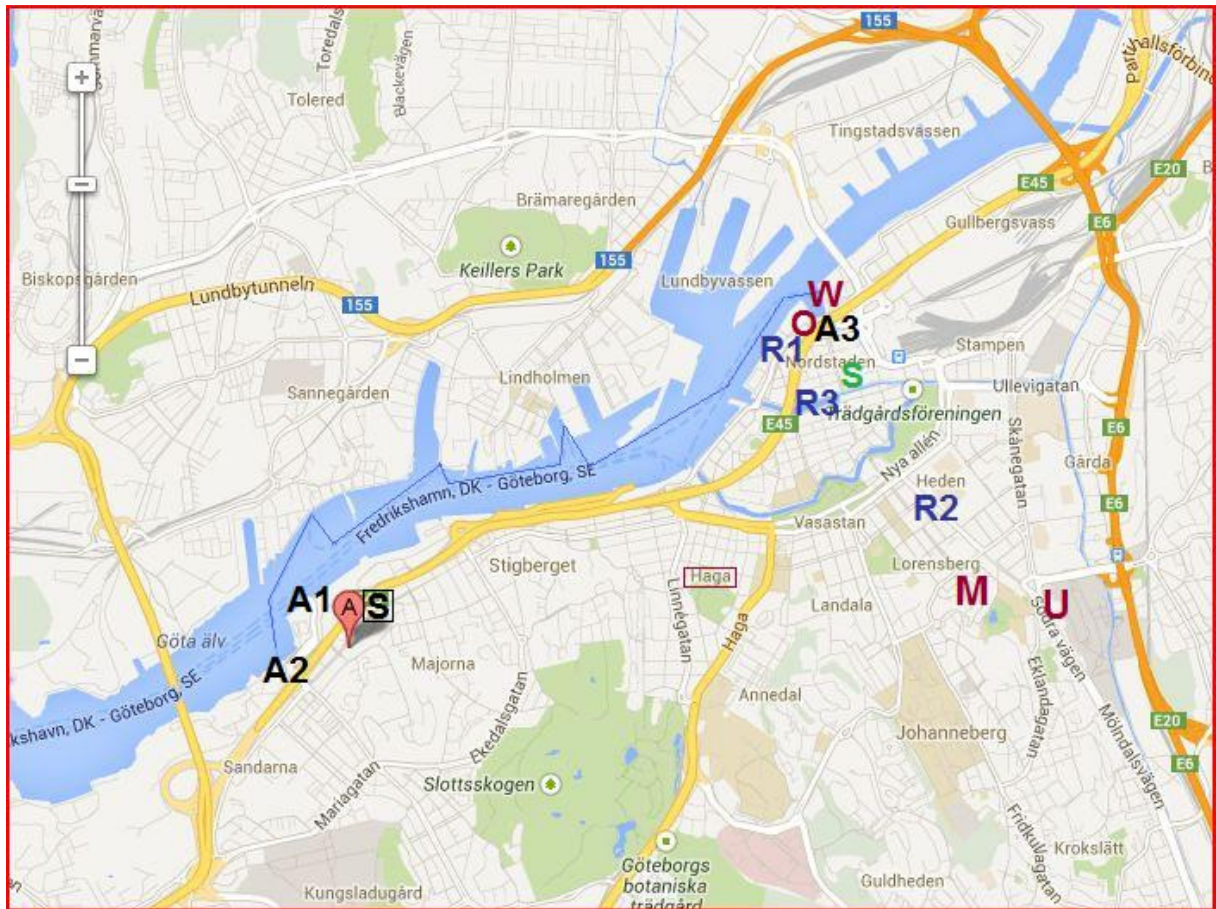 155
Toredals
Blackevägen
Tolered
Tingstadsvassen
E45
E20
Brämaregården
Gullbergsvass
E6
Keillers Park
155
Biskopsgården
Lundbytunneln
Lundbyvassen
155
W
O
A3
R1
Nordstaden
Stampen
Lindholmen
S
Ullevigatan
Sannegården
R3
Trädgårdsföreningen
E45
E6
Skånegatan
Nya allén
Gårda
Heden
Fredrikshamn, DK - Göteborg, SE
R2
E6
Vasastan
Stigberget
Lorensberg
Haga
M
A1
A
S
Linnégatan
Landala
U
Södra vägen
Göta älv
Haga
A2
Majorna
Eklandagatan
kshavn, DK - Göteborg, SE
Ekedalsgatan
Annedal
Mölndalsvägen
E20
Johanneberg
Sandarna
E6
Slottsskogen
Mariagatan
Krokslätt
Göteborgs
botaniska
trädgård
Guldheden
Kungsladugård